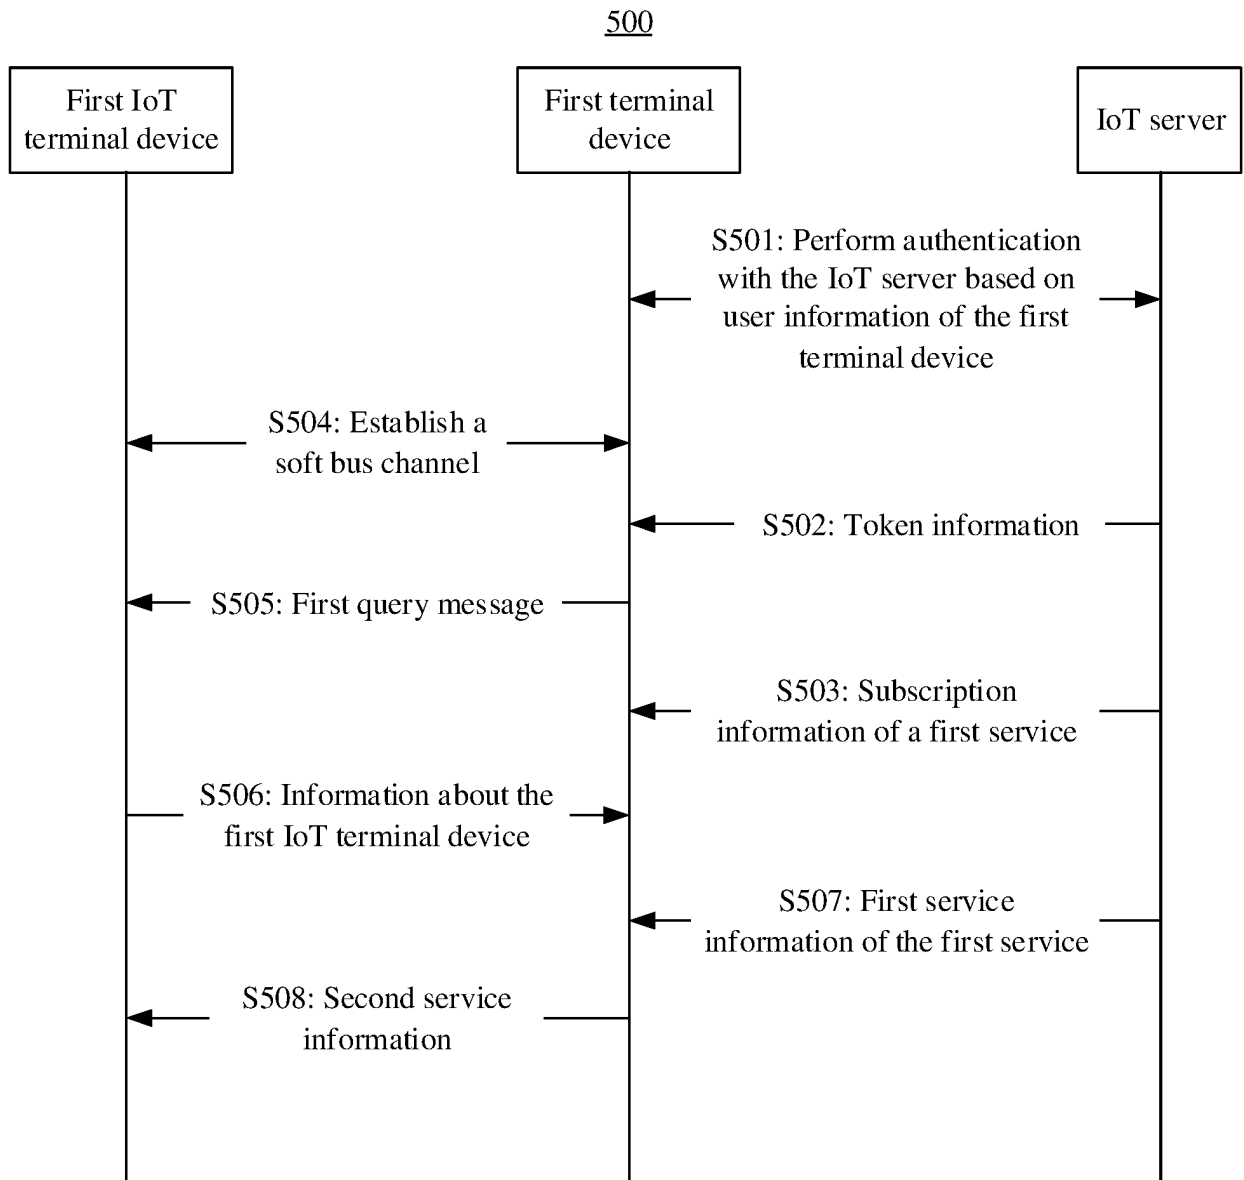 500
First IoT
terminal device
First terminal
device
IoT server
S501: Perform authentication
with the IoT server based on
user information of the first
terminal device
S504: Establish a
soft bus channel
S502: Token information
S505: First query message
S503: Subscription
information of a first service
S506: Information about the
first IoT terminal device
S507: First service
information of the first service
S508: Second service
information